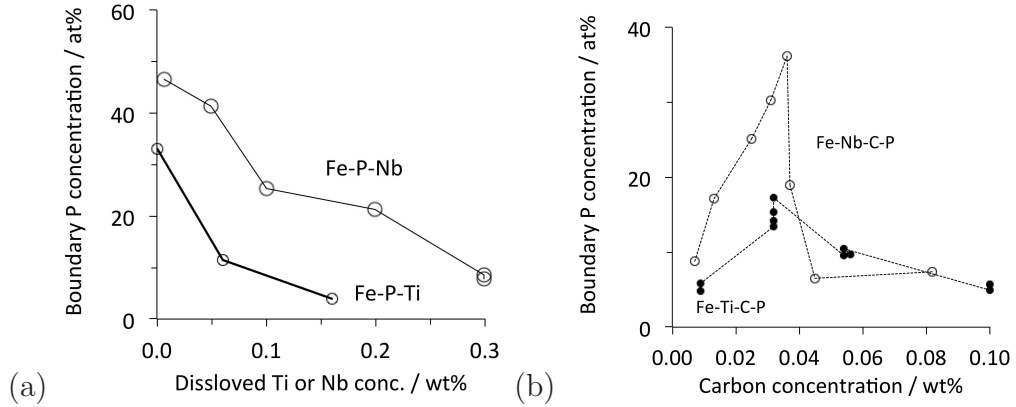 Boundary P concentration / at%
60
40
20
0
Fe-P-Nb
Fe-P-Ti
0.0 0.1 0.2 0.3
Dissloved Ti or Nb conc. / wt%
(a)
Boundary P concentration / at%
40
20
0
Fe-Nb-C-P
Fe-Ti-C-P
0.00 0.02 0.04 0.06 0.08 0.10
Carbon concentration / wt%
(b)